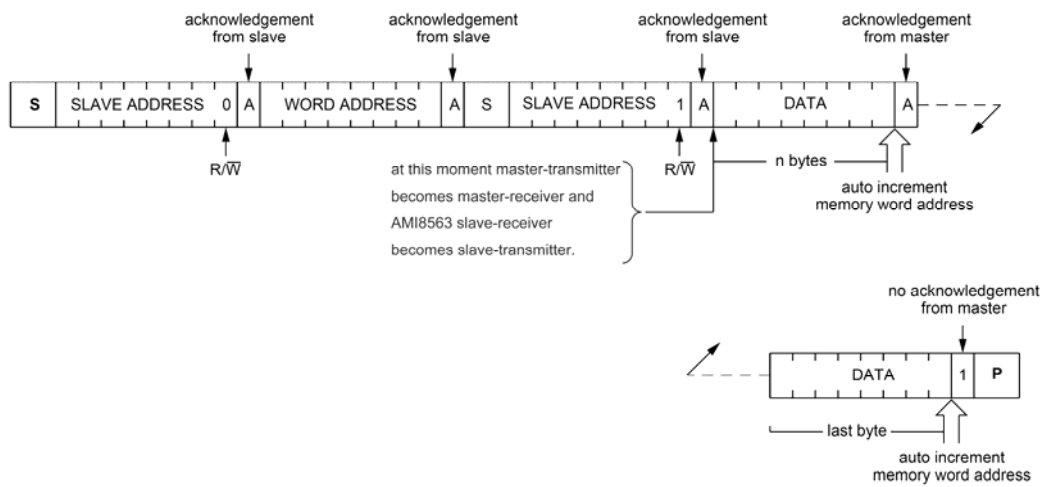 acknowledgement
from slave
acknowledgement
from slave
acknowledgement
from slave
acknowledgement
from master
S SLAVE ADDRESS 0 A WORD ADDRESS A S SLAVE ADDRESS 1 A DATA A
R/W̅
R/W̅
n bytes
at this moment master-transmitter
becomes master-receiver and
AMI8563 slave-receiver
becomes slave-transmitter.
auto increment
memory word address
no acknowledgement
from master
DATA 1 P
last byte
auto increment
memory word address